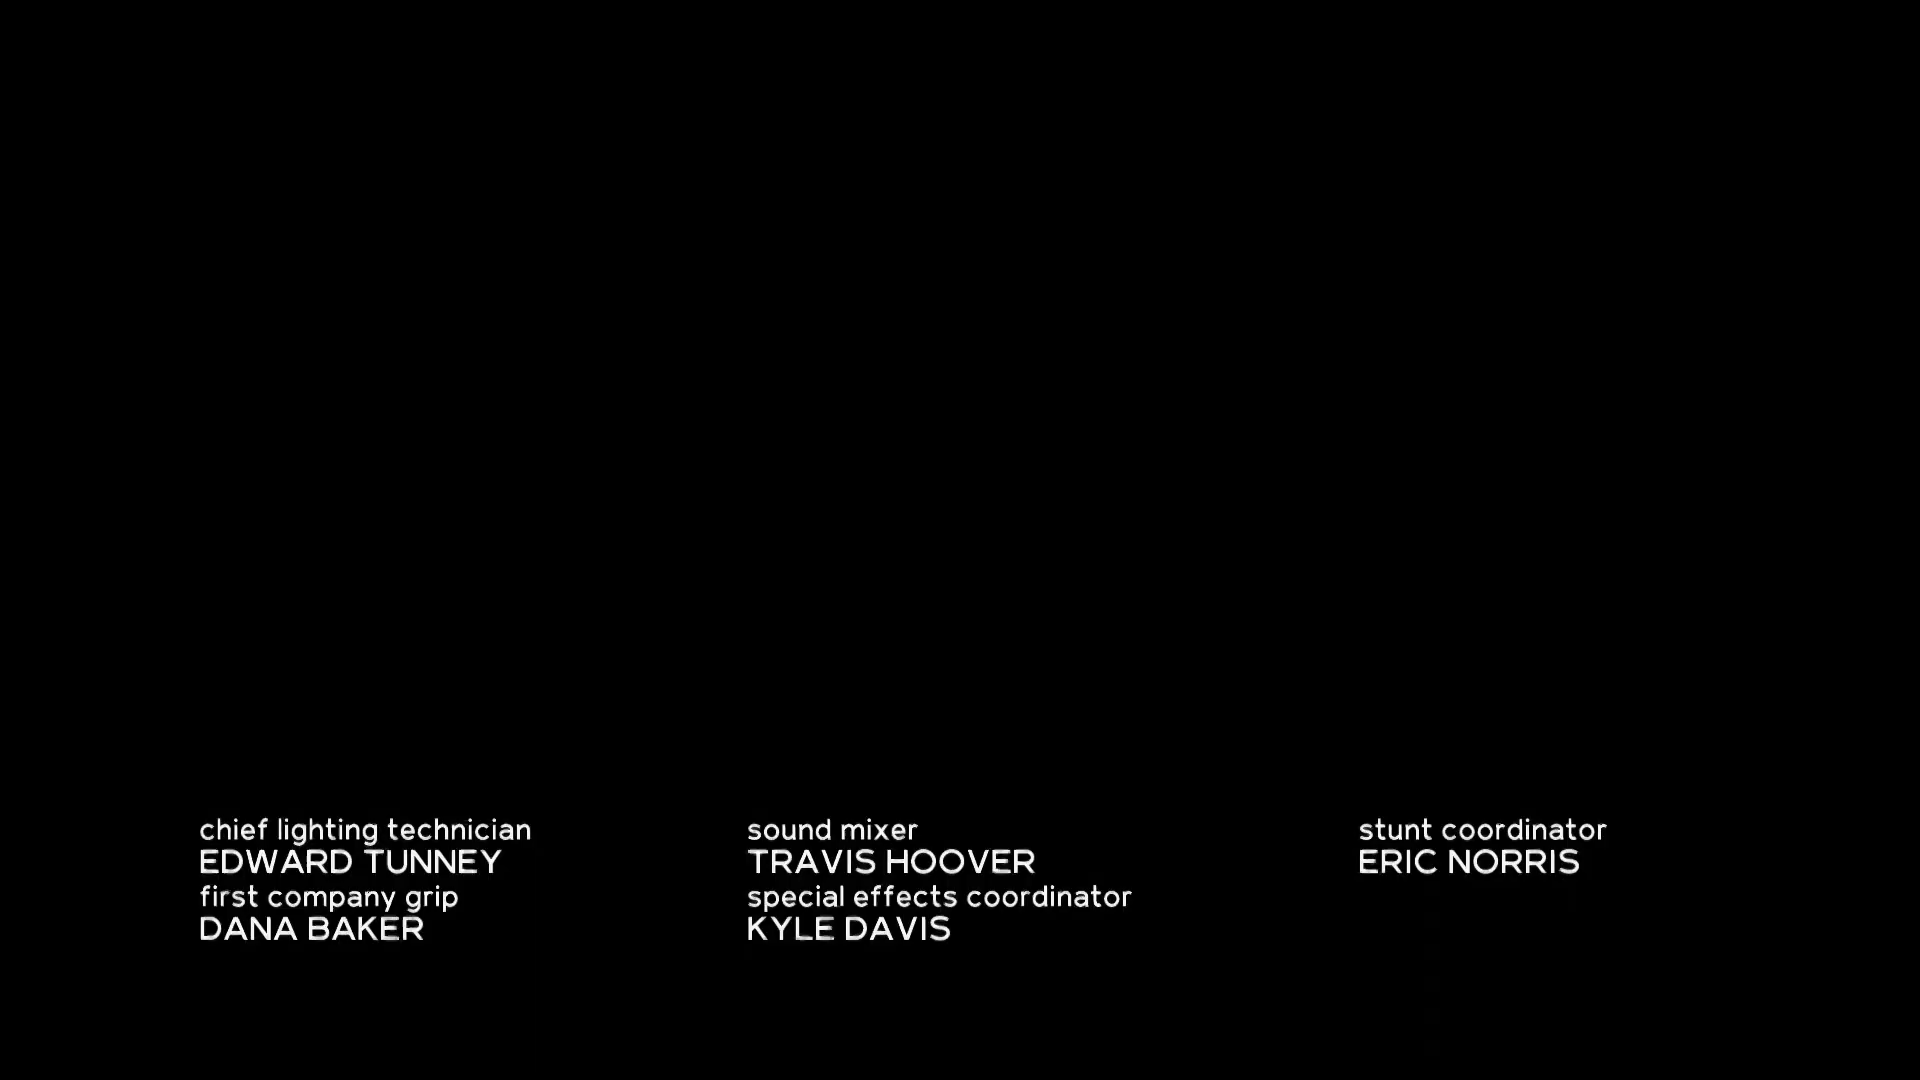 chief lighting technician
EDWARD TUNNEY
first company grip
DANA BAKER
sound mixer
TRAVIS HOOVER
special effects coordinator
KYLE DAVIS
stunt coordinator
ERIC NORRIS